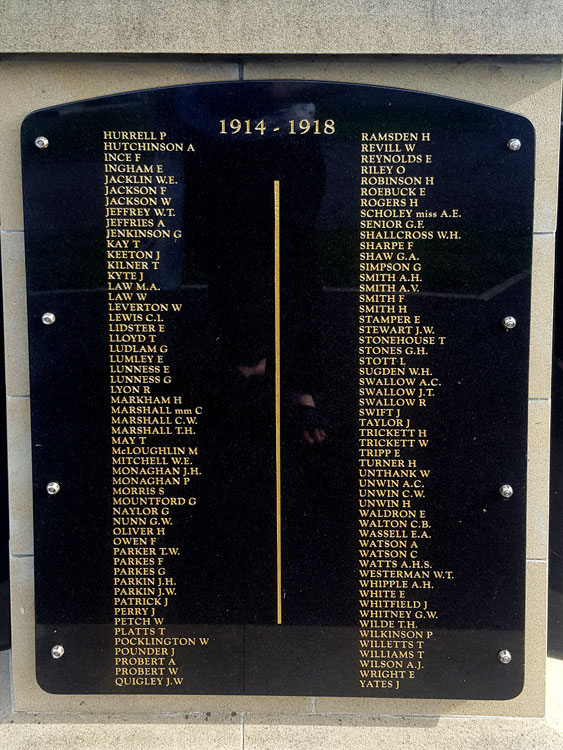 1914 - 1918
HURRELL P
HUTCHINSON A
INCE F
INGHAM E
JACKLIN W.E.
JACKSON F
JACKSON W
JEFFREY W.T.
JEFFRIES A
JENKINSON G
KAY T
KEETON J
KILNER T
KYTE J
LAW M.A.
LAW W
LEVERTON W
LEWIS C.I.
LIDSTER E
LLOYD T
LUDLAM G
LUMLEY E
LUNNESS E
LUNNESS G
LYON R
MARKHAM H
MARSHALL mm C
MARSHALL C.W.
MARSHALL T.H.
MAY T
McLOUGHLIN M
MITCHELL W.E.
MONAGHAN J.H.
MONAGHAN P
MORRIS S
MOUNTFORD G
NAYLOR G
NUNN G.W.
OLIVER H
OWEN F
PARKER T.W.
PARKES F
PARKES G
PARKIN J.H.
PARKIN J.W.
PATRICK J
PERRY J
PETCH W
PLATTS T
POCKLINGTON W
POUNDER J
PROBERT A
PROBERT W
QUIGLEY J.W
RAMSDEN H
REVILL W
REYNOLDS E
RILEY O
ROBINSON H
ROEBUCK E
ROGERS H
SCHOLEY miss A.E.
SENIOR G.F.
SHALLCROSS W.H.
SHARPE F
SHAW G.A.
SIMPSON G
SMITH A.H.
SMITH A.V.
SMITH F
SMITH H
STAMPER E
STEWART J.W.
STONEHOUSE T
STONES G.H.
STOTT L
SUGDEN W.H.
SWALLOW A.C.
SWALLOW J.T.
SWALLOW R
SWIFT J
TAYLOR J
TRICKETT H
TRICKETT W
TRIPP E
TURNER H
UNTHANK W
UNWIN A.C.
UNWIN C.W.
UNWIN H
WALDRON E
WALTON C.B.
WASSELL E.A.
WATSON A
WATSON C
WATTS A.H.S.
WESTERMAN W.T.
WHIPPLE A.H.
WHITE E
WHITFIELD J
WHITNEY G.W.
WILDE T.H.
WILKINSON P
WILLETTS T
WILLIAMS T
WILSON A.J.
WRIGHT E
YATES J